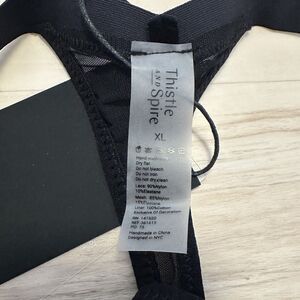 Thistle
AND
Spire
XL
Hand wash
Dry flat
Do not bleach
Do not iron
Do not dry clean
Lace: 90%Nylon
10%Elastane
Mesh: 85%Nylon
15%Elastane
Liner: 100%Cotton
Exclusive Of Decoration
RN
Handmade in China
Designed in NYC